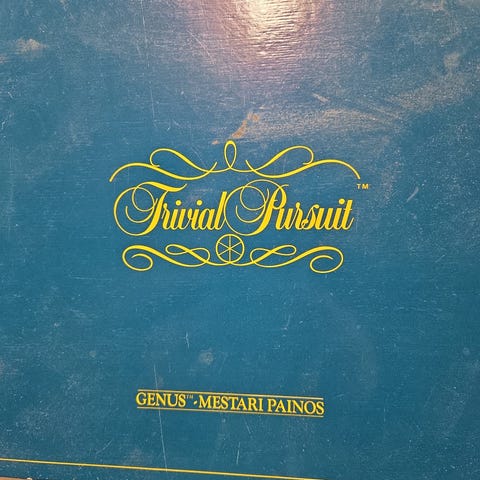 Trivial Pursuit™
GENUS™-MESTARI PAINOS